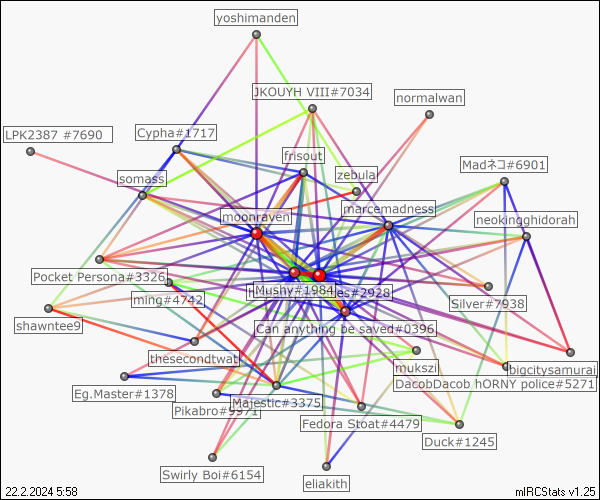 yoshimanden
JKOUYH VIII#7034
normalwan
LPK2387 #7690
Cypha#1717
frisout
Madネコ#6901
zebula
somass
marcemadness
moonraven
neokingghidorah
Pocket Persona#3326
Mushy#1984
es#2928
ming#4742
Silver#7938
shawntee9
Can anything be saved#0396
thesecondtwat
mukszi
bigcitysamurai
DacobDacob hORNY police#5271
Eg.Master#1378
Majestic#3375
Pikabro#9971
Fedora Stoat#4479
Duck#1245
Swirly Boi#6154
eliakith
22.2.2024 5:58
mIRCStats v1.25